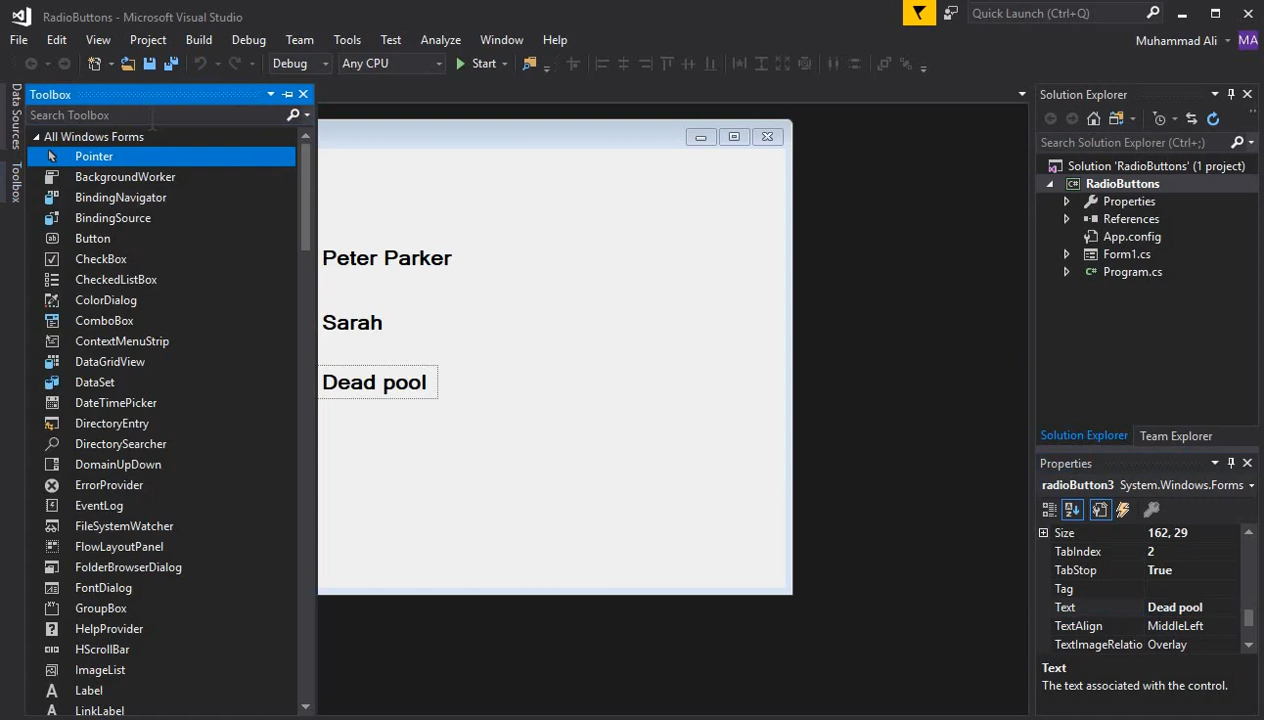 RadioButtons - Microsoft Visual Studio
Quick Launch (Ctrl+Q)
File Edit View Project Build Debug Team Tools Test Analyze Window Help
Muhammad Ali MA
Debug Any CPU Start
Data Sources
Toolbox
Toolbox
Search Toolbox
All Windows Forms
Pointer
BackgroundWorker
BindingNavigator
BindingSource
Button
CheckBox
CheckedListBox
ColorDialog
ComboBox
ContextMenuStrip
DataGridView
DataSet
DateTimePicker
DirectoryEntry
DirectorySearcher
DomainUpDown
ErrorProvider
EventLog
FileSystemWatcher
FlowLayoutPanel
FolderBrowserDialog
FontDialog
GroupBox
HelpProvider
HScrollBar
ImageList
Label
LinkLabel
Peter Parker
Sarah
Dead pool
Solution Explorer
Search Solution Explorer (Ctrl+;)
Solution 'RadioButtons' (1 project)
C# RadioButtons
Properties
References
App.config
Form1.cs
C# Program.cs
Solution Explorer Team Explorer
Properties
radioButton3 System.Windows.Forms
Size 162, 29
TabIndex 2
TabStop True
Tag
Text Dead pool
TextAlign MiddleLeft
TextImageRelatio Overlay
Text
The text associated with the control.